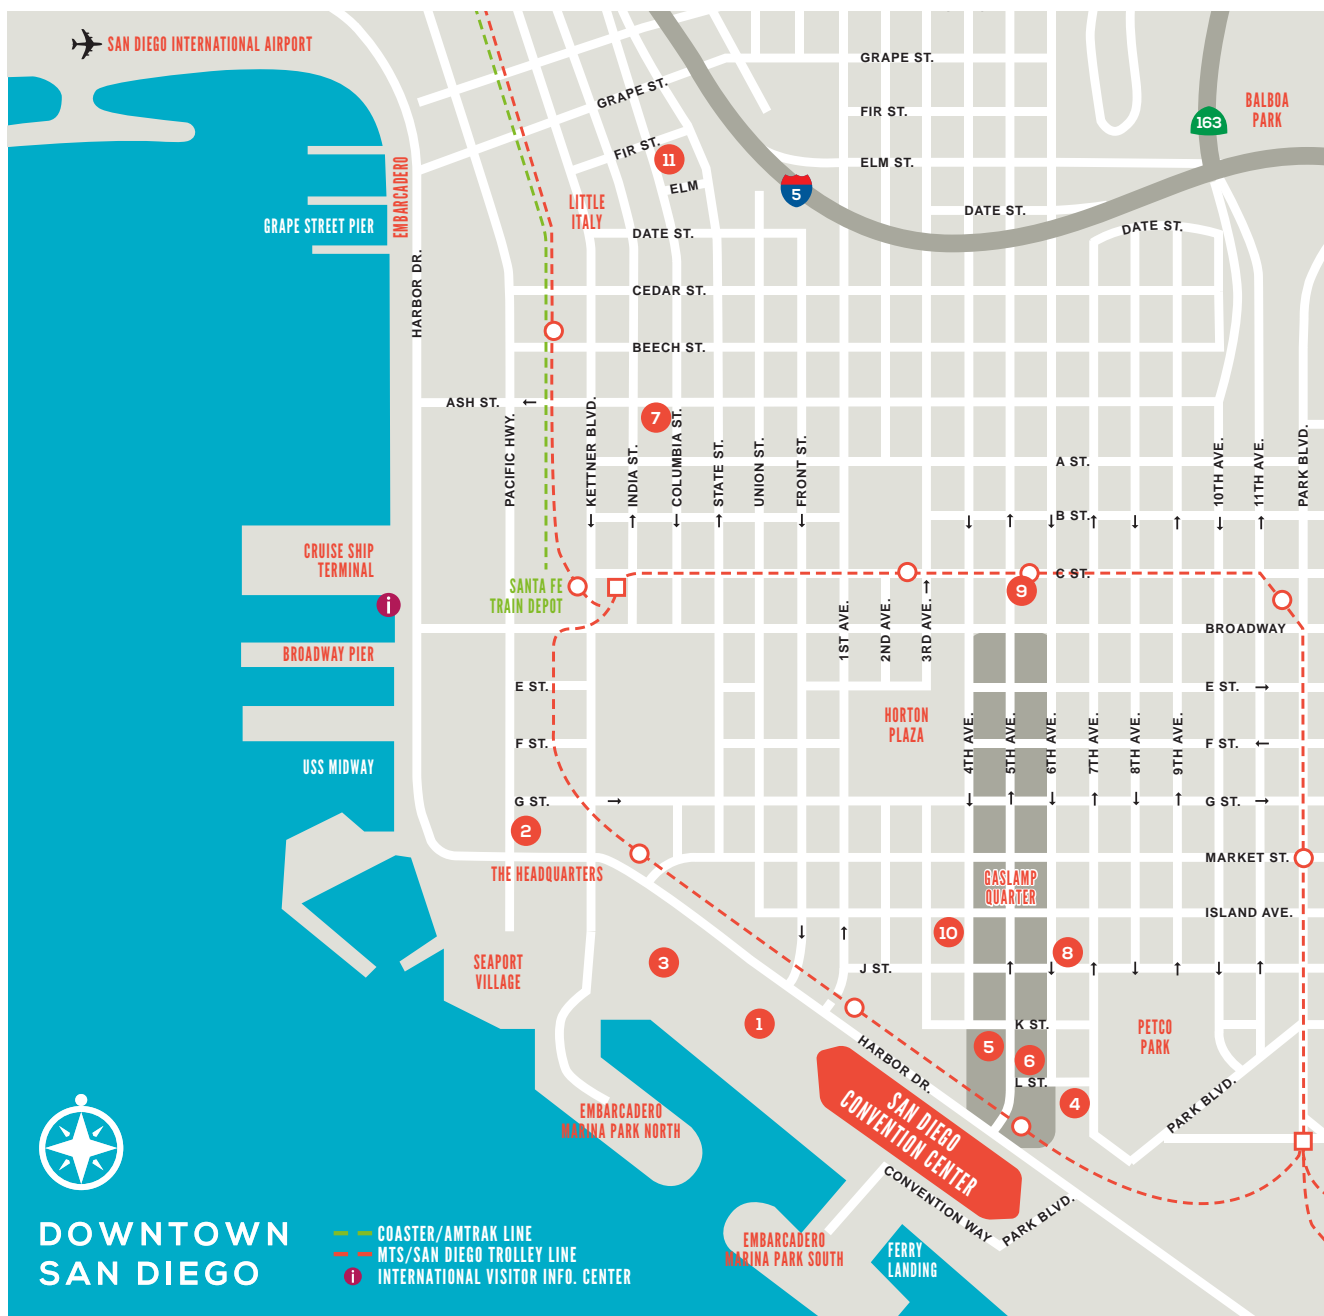 SAN DIEGO INTERNATIONAL AIRPORT
GRAPE ST.
GRAPE ST.
BALBOA
PARK
163
FIR ST.
FIR ST.
11
EMBARCADERO
ELM ST.
ELM
5
LITTLE
ITALY
DATE ST.
GRAPE STREET PIER
DATE ST.
DATE ST.
HARBOR DR.
CEDAR ST.
BEECH ST.
ASH ST.
7
PACIFIC HWY.
KETTNER BLVD.
INDIA ST.
COLUMBIA ST.
STATE ST.
UNION ST.
FRONT ST.
A ST.
10TH AVE.
11TH AVE.
PARK BLVD.
B ST.
CRUISE SHIP
TERMINAL
C ST.
SANTA FE
TRAIN DEPOT
9
i
1ST AVE.
2ND AVE.
3RD AVE.
BROADWAY
BROADWAY PIER
E ST.
E ST.
HORTON
PLAZA
4TH AVE.
5TH AVE.
6TH AVE.
7TH AVE.
8TH AVE.
9TH AVE.
F ST.
F ST.
USS MIDWAY
G ST.
G ST.
2
MARKET ST.
THE HEADQUARTERS
GASLAMP
QUARTER
ISLAND AVE.
10
8
SEAPORT
VILLAGE
3
J ST.
1
K ST.
PETCO
PARK
5
6
HARBOR DR.
L ST.
4
PARK BLVD.
EMBARCADERO
MARINA PARK NORTH
SAN DIEGO
CONVENTION CENTER
CONVENTION WAY
PARK BLVD.
EMBARCADERO
MARINA PARK SOUTH
FERRY
LANDING
DOWNTOWN
SAN DIEGO
COASTER/AMTRAK LINE
MTS/SAN DIEGO TROLLEY LINE
i INTERNATIONAL VISITOR INFO. CENTER